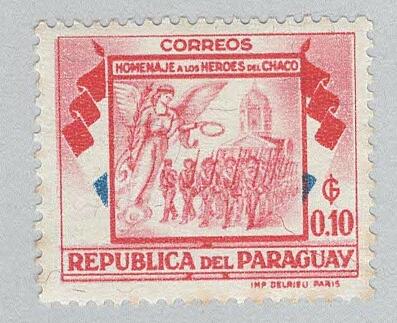 CORREOS
HOMENAJE A LOS HEROES DEL CHACO
₲
0.10
REPUBLICA DEL PARAGUAY
IMP DELRIEU PARIS